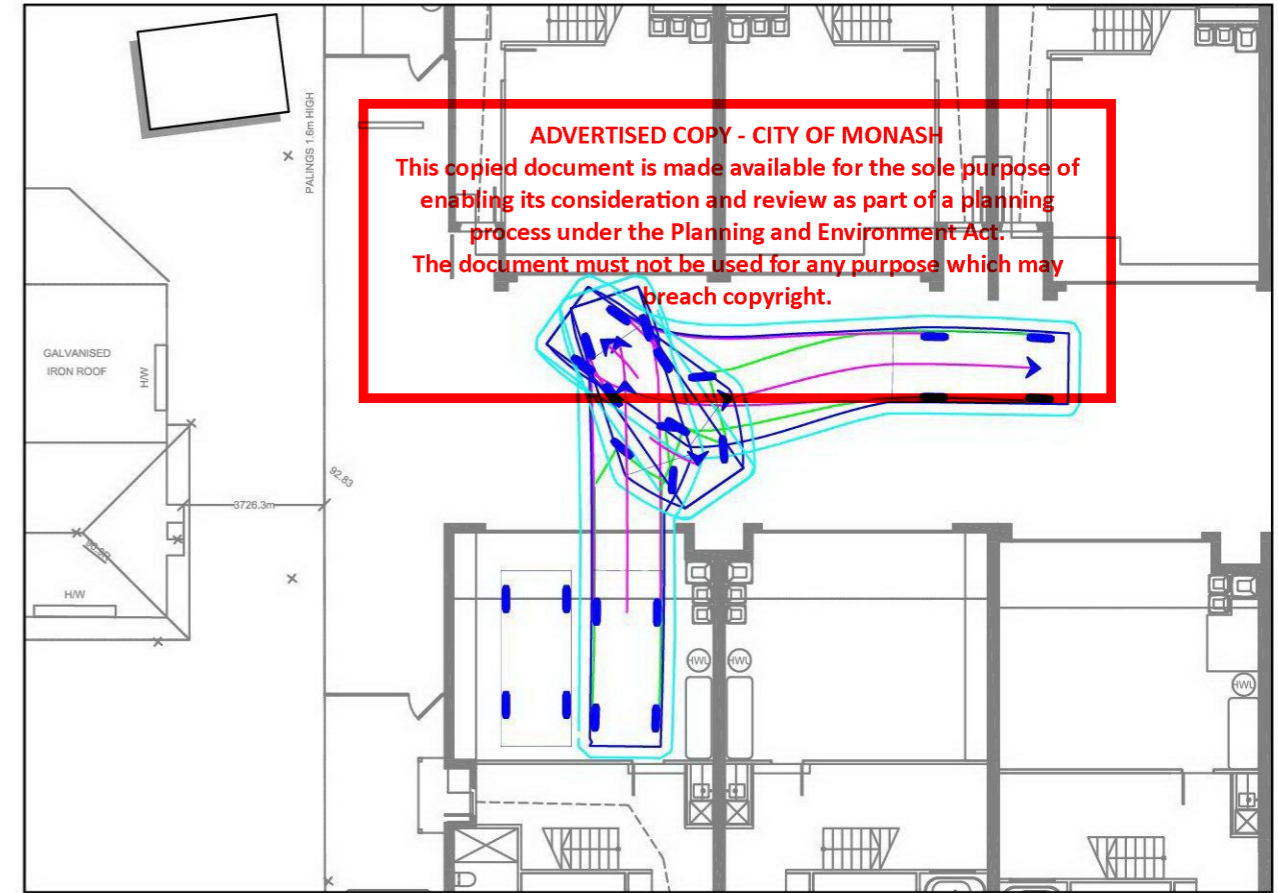 PALINGS 1.6m HIGH
ADVERTISED COPY - CITY OF MONASH
This copied document is made available for the sole purpose of
enabling its consideration and review as part of a planning
process under the Planning and Environment Act.
The document must not be used for any purpose which may
breach copyright.
GALVANISED
IRON ROOF
H/W
92.83
3726.3m
H/W
HWU
HWU
HWU